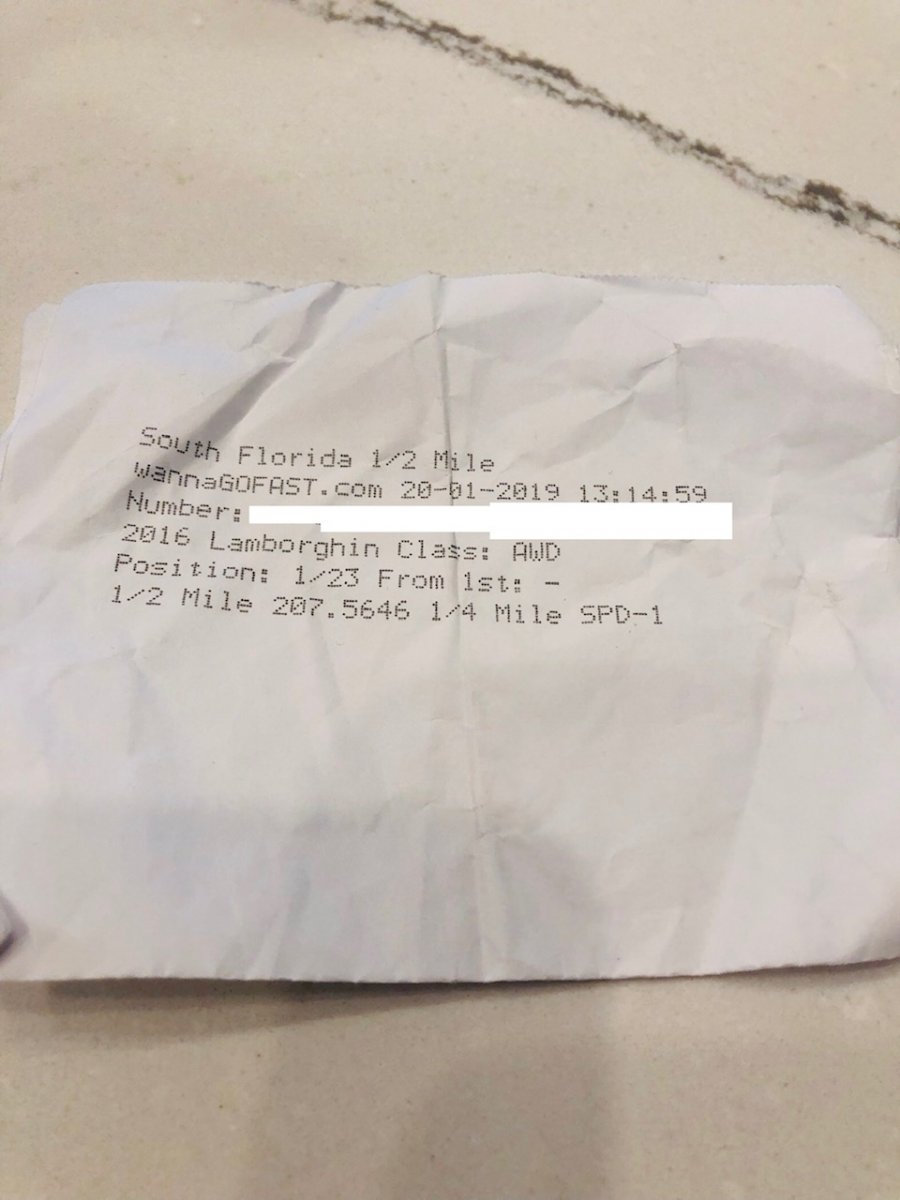 South Florida 1/2 Mile
wannaGOFAST.com 20-01-2019 13:14:59
Number:
2016 Lamborghin Class: AWD
Position: 1/23 From 1st: -
1/2 Mile 207.5646 1/4 Mile SPD-1